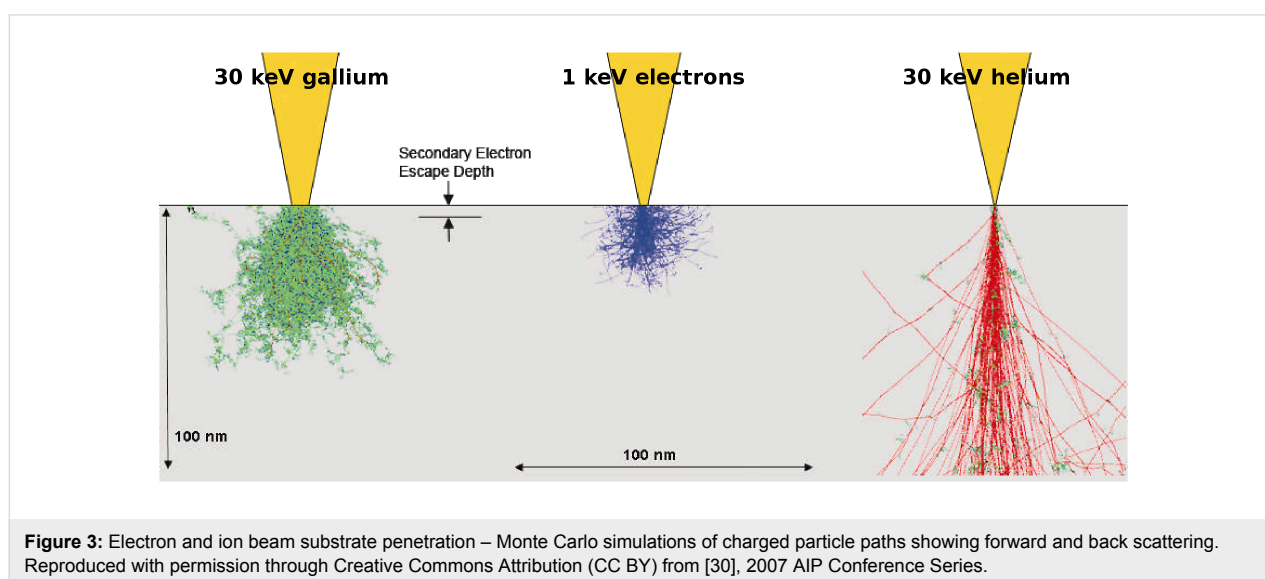 30 keV gallium
1 keV electrons
30 keV helium
Secondary Electron
Escape Depth
100 nm
100 nm
Figure 3: Electron and ion beam substrate penetration – Monte Carlo simulations of charged particle paths showing forward and back scattering.
Reproduced with permission through Creative Commons Attribution (CC BY) from [30], 2007 AIP Conference Series.